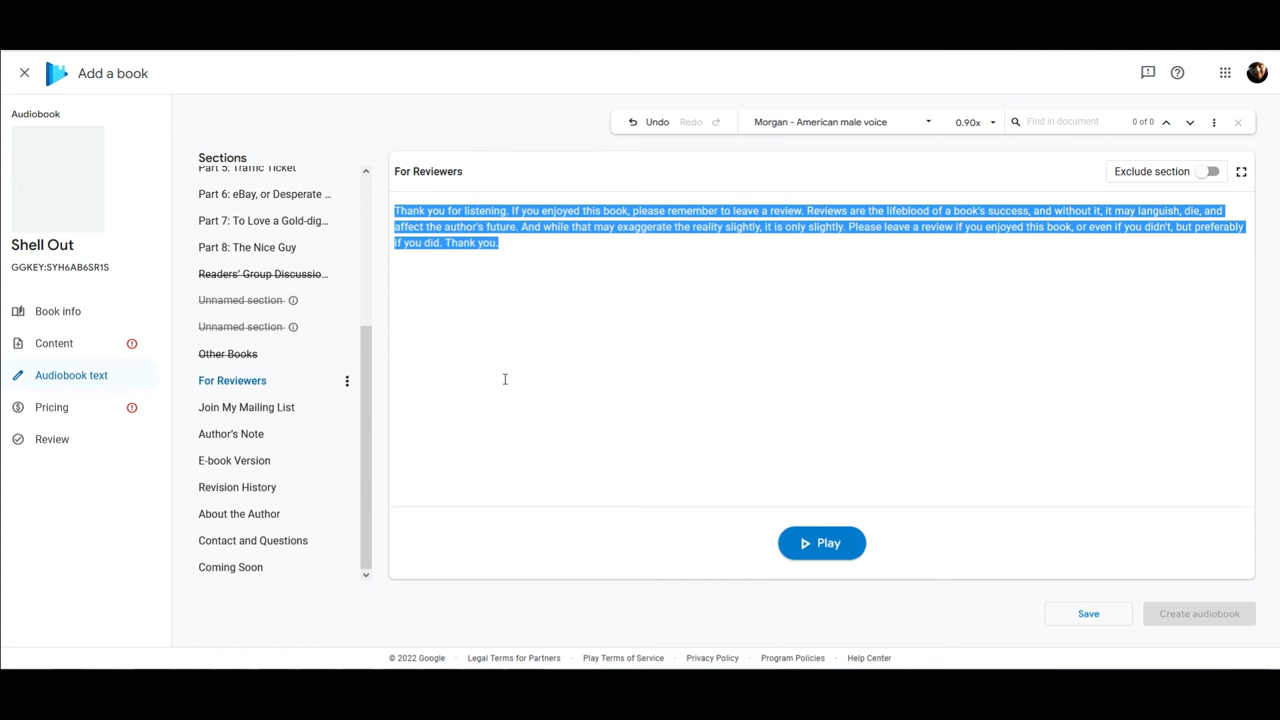 Add a book
Audiobook
Shell Out
GGKEY:SYH6AB6SR1S
Book info
Content
Audiobook text
Pricing
Review
Undo Redo Morgan - American male voice 0.90x Find in document 0 of 0
Sections
Part 5: Traffic Ticket
Part 6: eBay, or Desperate ...
Part 7: To Love a Gold-dig...
Part 8: The Nice Guy
Readers' Group Discussio...
Unnamed section
Unnamed section
Other Books
For Reviewers
Join My Mailing List
Author's Note
E-book Version
Revision History
About the Author
Contact and Questions
Coming Soon
For Reviewers Exclude section
Thank you for listening. If you enjoyed this book, please remember to leave a review. Reviews are the lifeblood of a book's success, and without it, it may languish, die, and
affect the author's future. And while that may exaggerate the reality slightly, it is only slightly. Please leave a review if you enjoyed this book, or even if you didn't, but preferably
if you did. Thank you.
Play
Save Create audiobook
© 2022 Google · Legal Terms for Partners · Play Terms of Service · Privacy Policy · Program Policies · Help Center